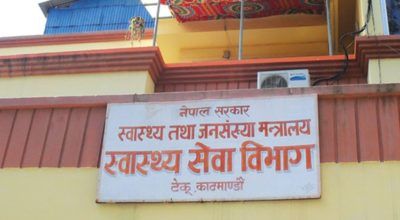 नेपाल सरकार
स्वास्थ्य तथा जनसंख्या मन्त्रालय
स्वास्थ्य सेवा विभाग
टेकू, काठमाण्डौं